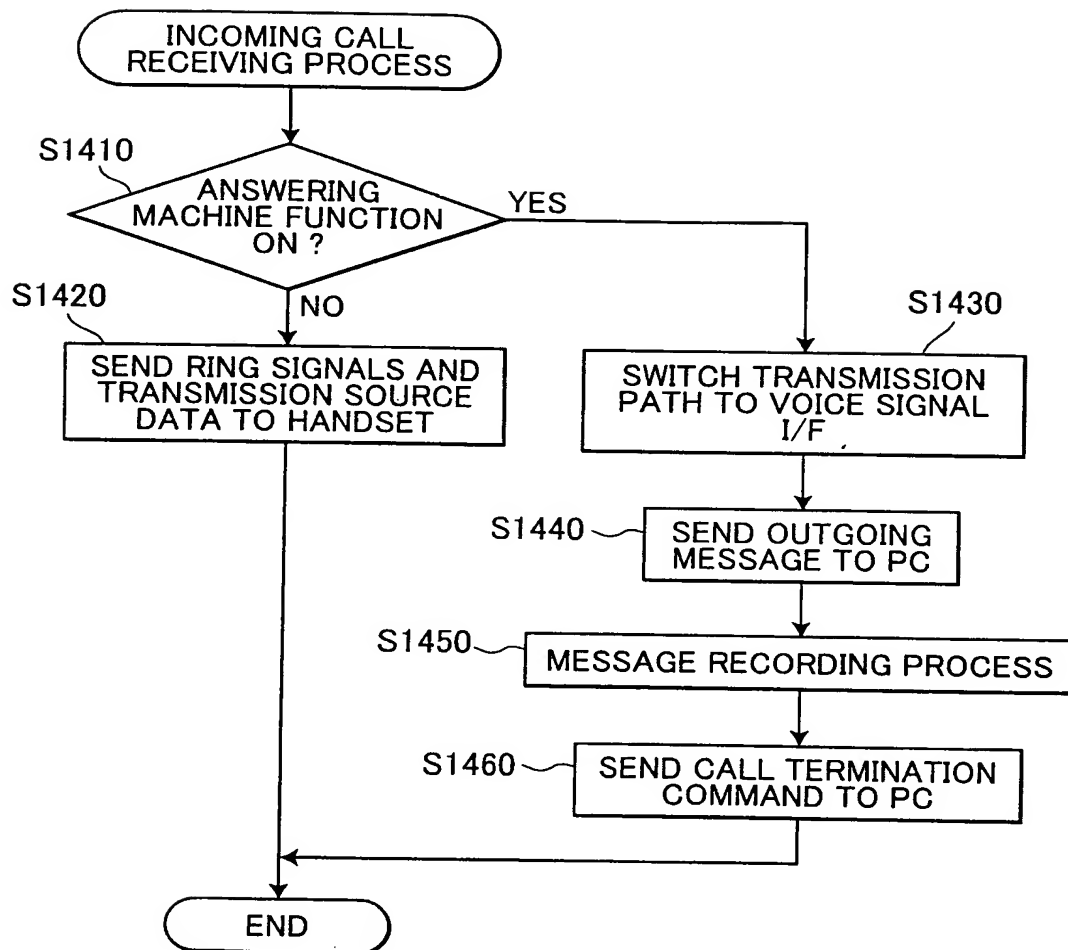 INCOMING CALL
RECEIVING PROCESS
S1410
ANSWERING
MACHINE FUNCTION
ON ?
YES
NO
S1420
SEND RING SIGNALS AND
TRANSMISSION SOURCE
DATA TO HANDSET
S1430
SWITCH TRANSMISSION
PATH TO VOICE SIGNAL
I/F
S1440
SEND OUTGOING
MESSAGE TO PC
S1450
MESSAGE RECORDING PROCESS
S1460
SEND CALL TERMINATION
COMMAND TO PC
END